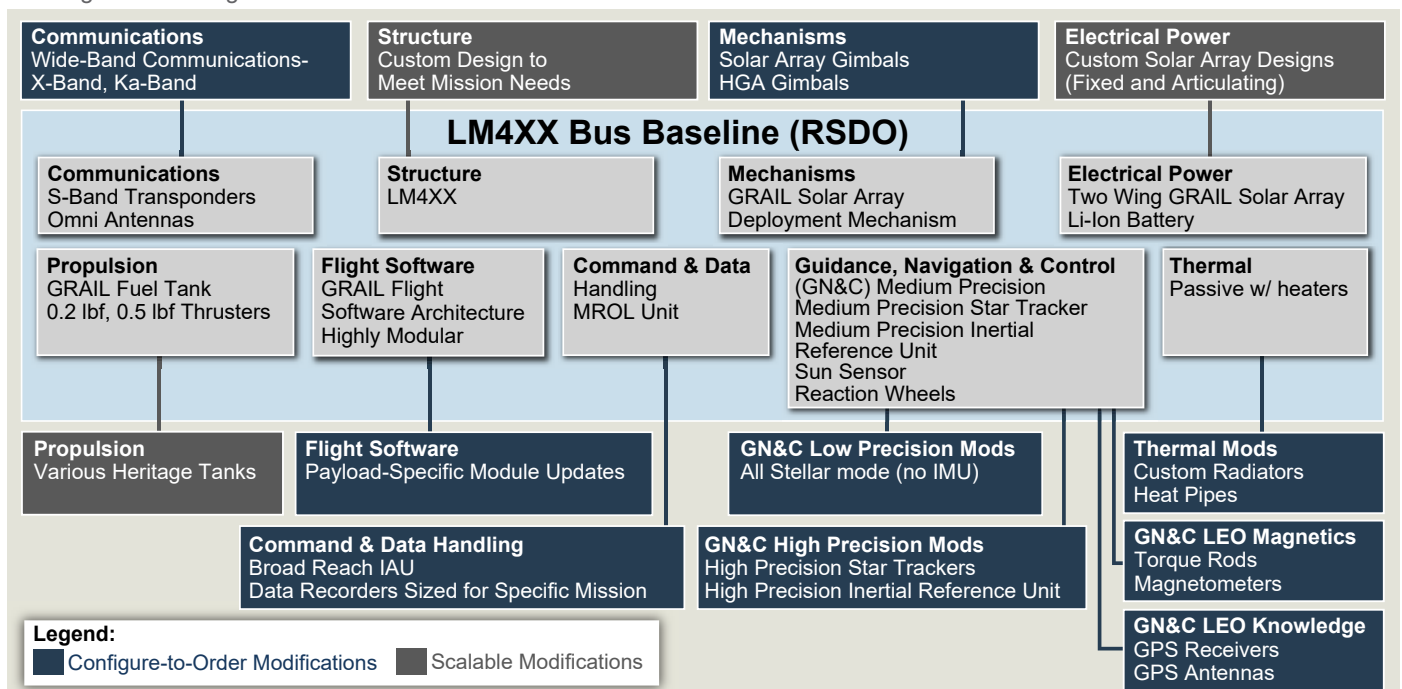 Communications
Wide-Band Communications-
X-Band, Ka-Band
Structure
Custom Design to
Meet Mission Needs
Mechanisms
Solar Array Gimbals
HGA Gimbals
Electrical Power
Custom Solar Array Designs
(Fixed and Articulating)
LM4XX Bus Baseline (RSDO)
Communications
S-Band Transponders
Omni Antennas
Structure
LM4XX
Mechanisms
GRAIL Solar Array
Deployment Mechanism
Electrical Power
Two Wing GRAIL Solar Array
Li-Ion Battery
Propulsion
GRAIL Fuel Tank
0.2 lbf, 0.5 lbf Thrusters
Flight Software
GRAIL Flight
Software Architecture
Highly Modular
Command & Data
Handling
MROL Unit
Guidance, Navigation & Control
(GN&C) Medium Precision
Medium Precision Star Tracker
Medium Precision Inertial
Reference Unit
Sun Sensor
Reaction Wheels
Thermal
Passive w/ heaters
Propulsion
Various Heritage Tanks
Flight Software
Payload-Specific Module Updates
GN&C Low Precision Mods
All Stellar mode (no IMU)
Thermal Mods
Custom Radiators
Heat Pipes
Command & Data Handling
Broad Reach IAU
Data Recorders Sized for Specific Mission
GN&C High Precision Mods
High Precision Star Trackers
High Precision Inertial Reference Unit
GN&C LEO Magnetics
Torque Rods
Magnetometers
GN&C LEO Knowledge
GPS Receivers
GPS Antennas
Legend:
Configure-to-Order Modifications
Scalable Modifications